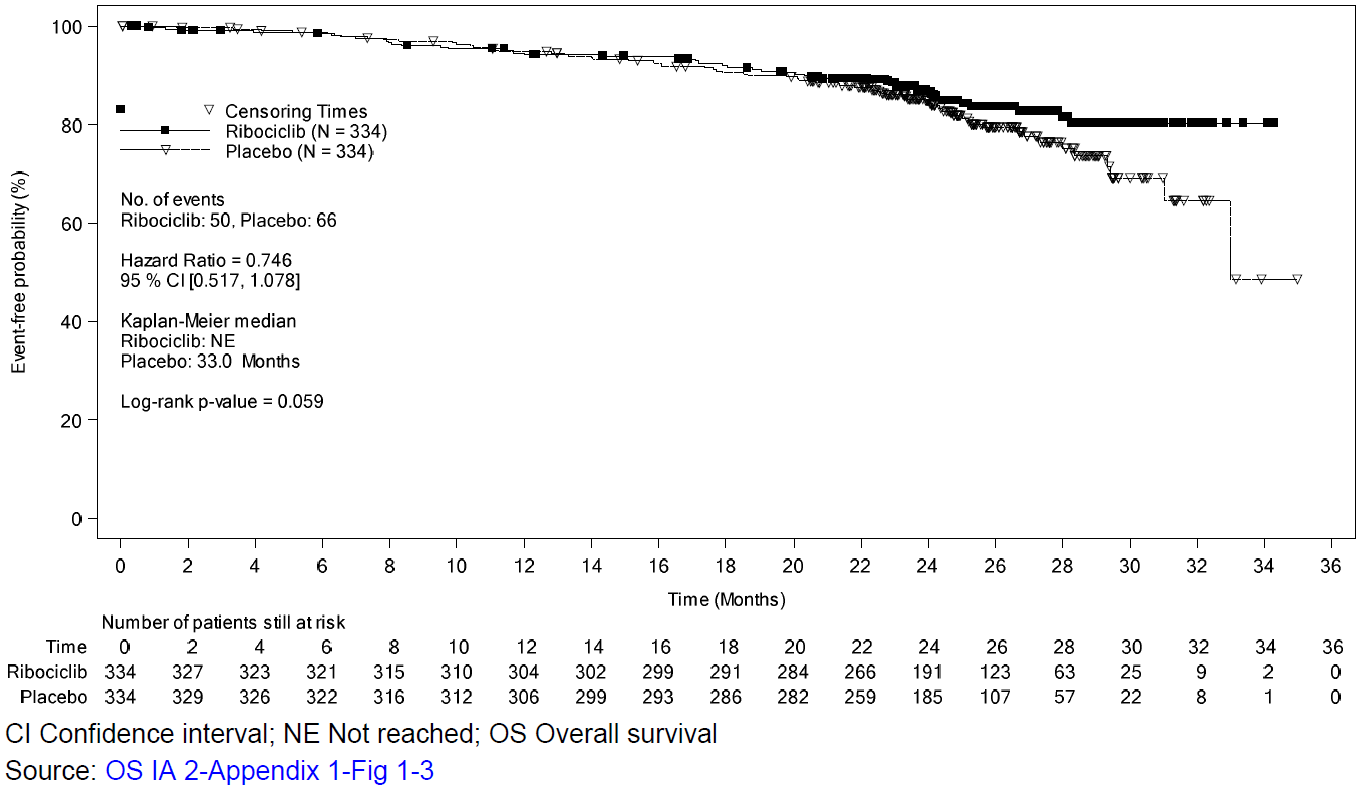 100
80
60
40
20
0
Event-free probability (%)
Censoring Times
Ribociclib (N = 334)
Placebo (N = 334)
No. of events
Ribociclib: 50, Placebo: 66
Hazard Ratio = 0.746
95 % CI [0.517, 1.078]
Kaplan-Meier median
Ribociclib: NE
Placebo: 33.0 Months
Log-rank p-value = 0.059
0 2 4 6 8 10 12 14 16 18 20 22 24 26 28 30 32 34 36
Time (Months)
Number of patients still at risk
Time 0 2 4 6 8 10 12 14 16 18 20 22 24 26 28 30 32 34 36
Ribociclib 334 327 323 321 315 310 304 302 299 291 284 266 191 123 63 25 9 2 0
Placebo 334 329 326 322 316 312 306 299 293 286 282 259 185 107 57 22 8 1 0
CI Confidence interval; NE Not reached; OS Overall survival
Source: OS IA 2-Appendix 1-Fig 1-3